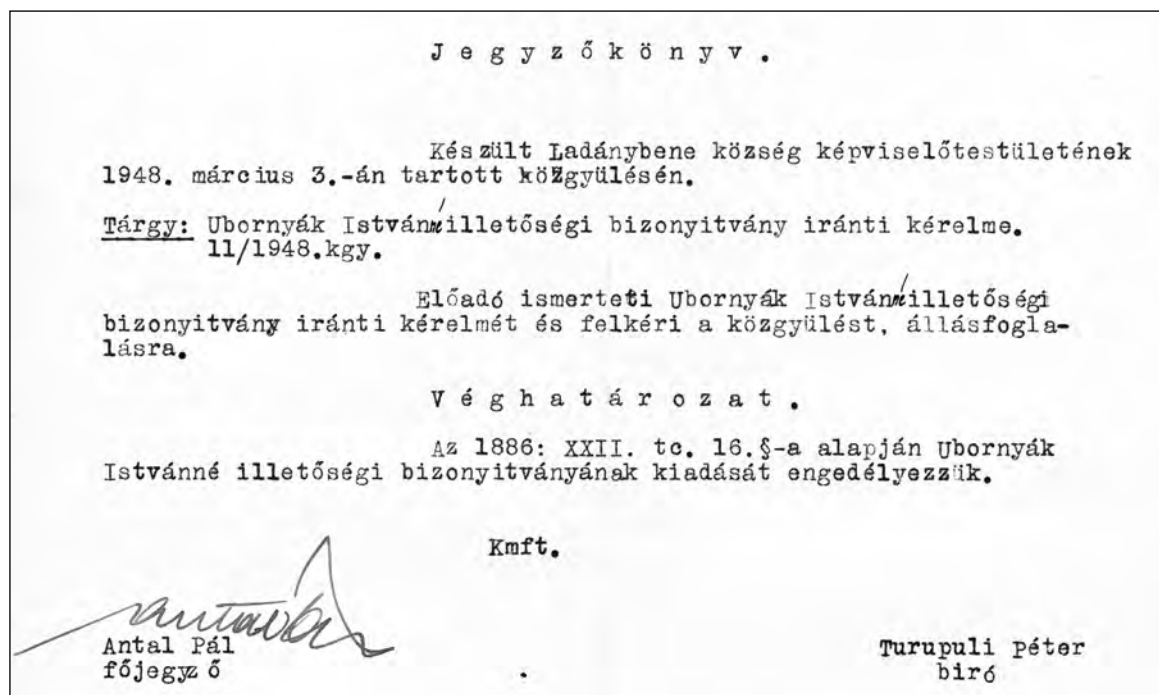 Jegyzőkönyv.
Készült Ladánybene község képviselőtestületének
1948. március 3.-án tartott közgyülésén.
Tárgy: Ubornyák Istvánné illetőségi bizonyitvány iránti kérelme.
11/1948.kgy.
Előadó ismerteti Ubornyák Istvánné illetőségi
bizonyitvány iránti kérelmét és felkéri a közgyülést, állásfogla-
lásra.
Véghatározat.
Az 1886: XXII. tc. 16.§-a alapján Ubornyák
Istvánné illetőségi bizonyitványának kiadását engedélyezzük.
Kmft.
Antal Pál
főjegyző
Turupuli Péter
biró